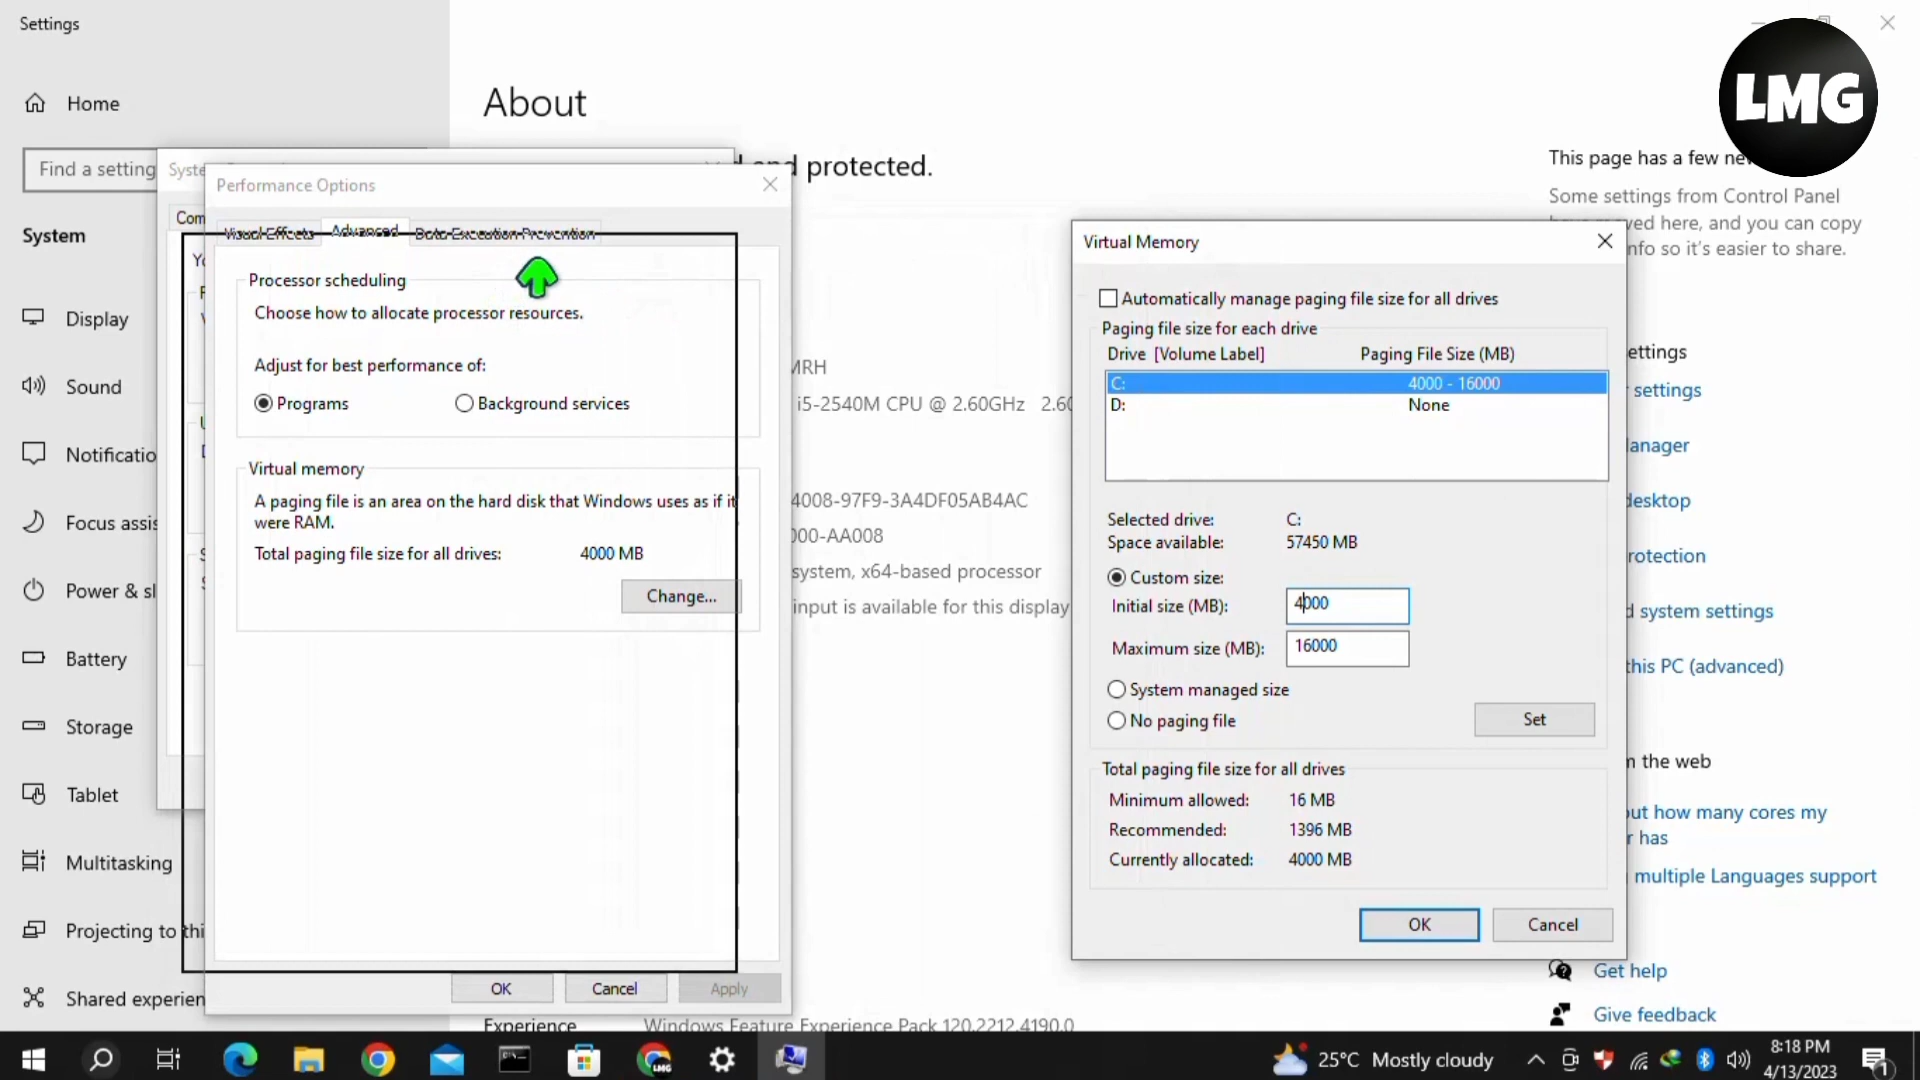 Settings
Home
Find a setting
System
Display
Sound
Notificatio
Focus assis
Power & sl
Battery
Storage
Tablet
Multitasking
Projecting to thi
Shared experien
About
and protected.
LMG
Syste
Com
Performance Options
Visual Effects
Advanced
Data Execution Prevention
Processor scheduling
Choose how to allocate processor resources.
Adjust for best performance of:
Programs
Background services
Virtual memory
A paging file is an area on the hard disk that Windows uses as if it
were RAM.
Total paging file size for all drives: 4000 MB
Change...
OK
Cancel
Apply
MRH
i5-2540M CPU @ 2.60GHz 2.60
4008-97F9-3A4DF05AB4AC
000-AA008
system, x64-based processor
input is available for this display
Experience
Windows Feature Experience Pack 120.2212.4190.0
Virtual Memory
Automatically manage paging file size for all drives
Paging file size for each drive
Drive [Volume Label] Paging File Size (MB)
C: 4000 - 16000
D: None
Selected drive: C:
Space available: 57450 MB
Custom size:
Initial size (MB): 4000
Maximum size (MB): 16000
System managed size
No paging file
Set
Total paging file size for all drives
Minimum allowed: 16 MB
Recommended: 1396 MB
Currently allocated: 4000 MB
OK
Cancel
This page has a few new
Some settings from Control Panel
have moved here, and you can copy
info so it's easier to share.
ettings
settings
anager
desktop
rotection
d system settings
this PC (advanced)
m the web
out how many cores my
r has
multiple Languages support
Get help
Give feedback
LMG
25°C Mostly cloudy
8:18 PM
4/13/2023
1